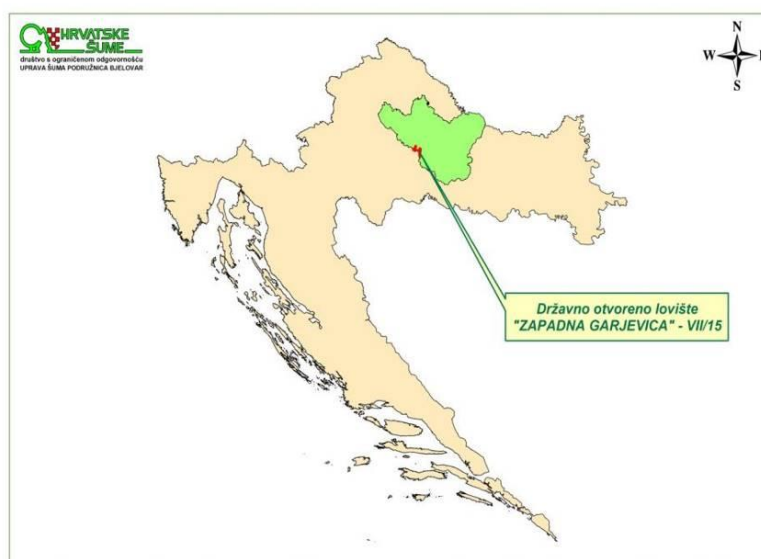 HRVATSKE
ŠUME
društvo s ograničenom odgovornošću
UPRAVA ŠUMA PODRUŽNICA BJELOVAR
N
W
S
Državno otvoreno lovište
"ZAPADNA GARJEVICA" - VII/15